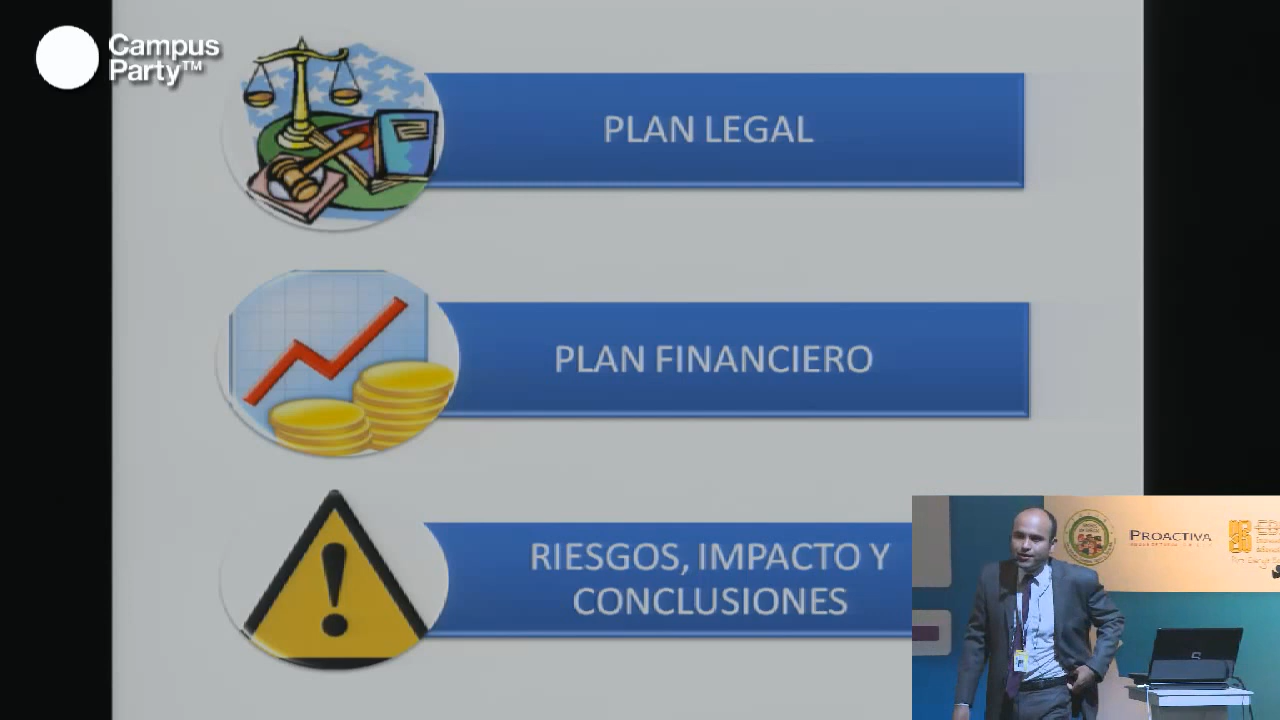 Campus
Party™
PLAN LEGAL
PLAN FINANCIERO
RIESGOS, IMPACTO Y
CONCLUSIONES
PROACTIVA